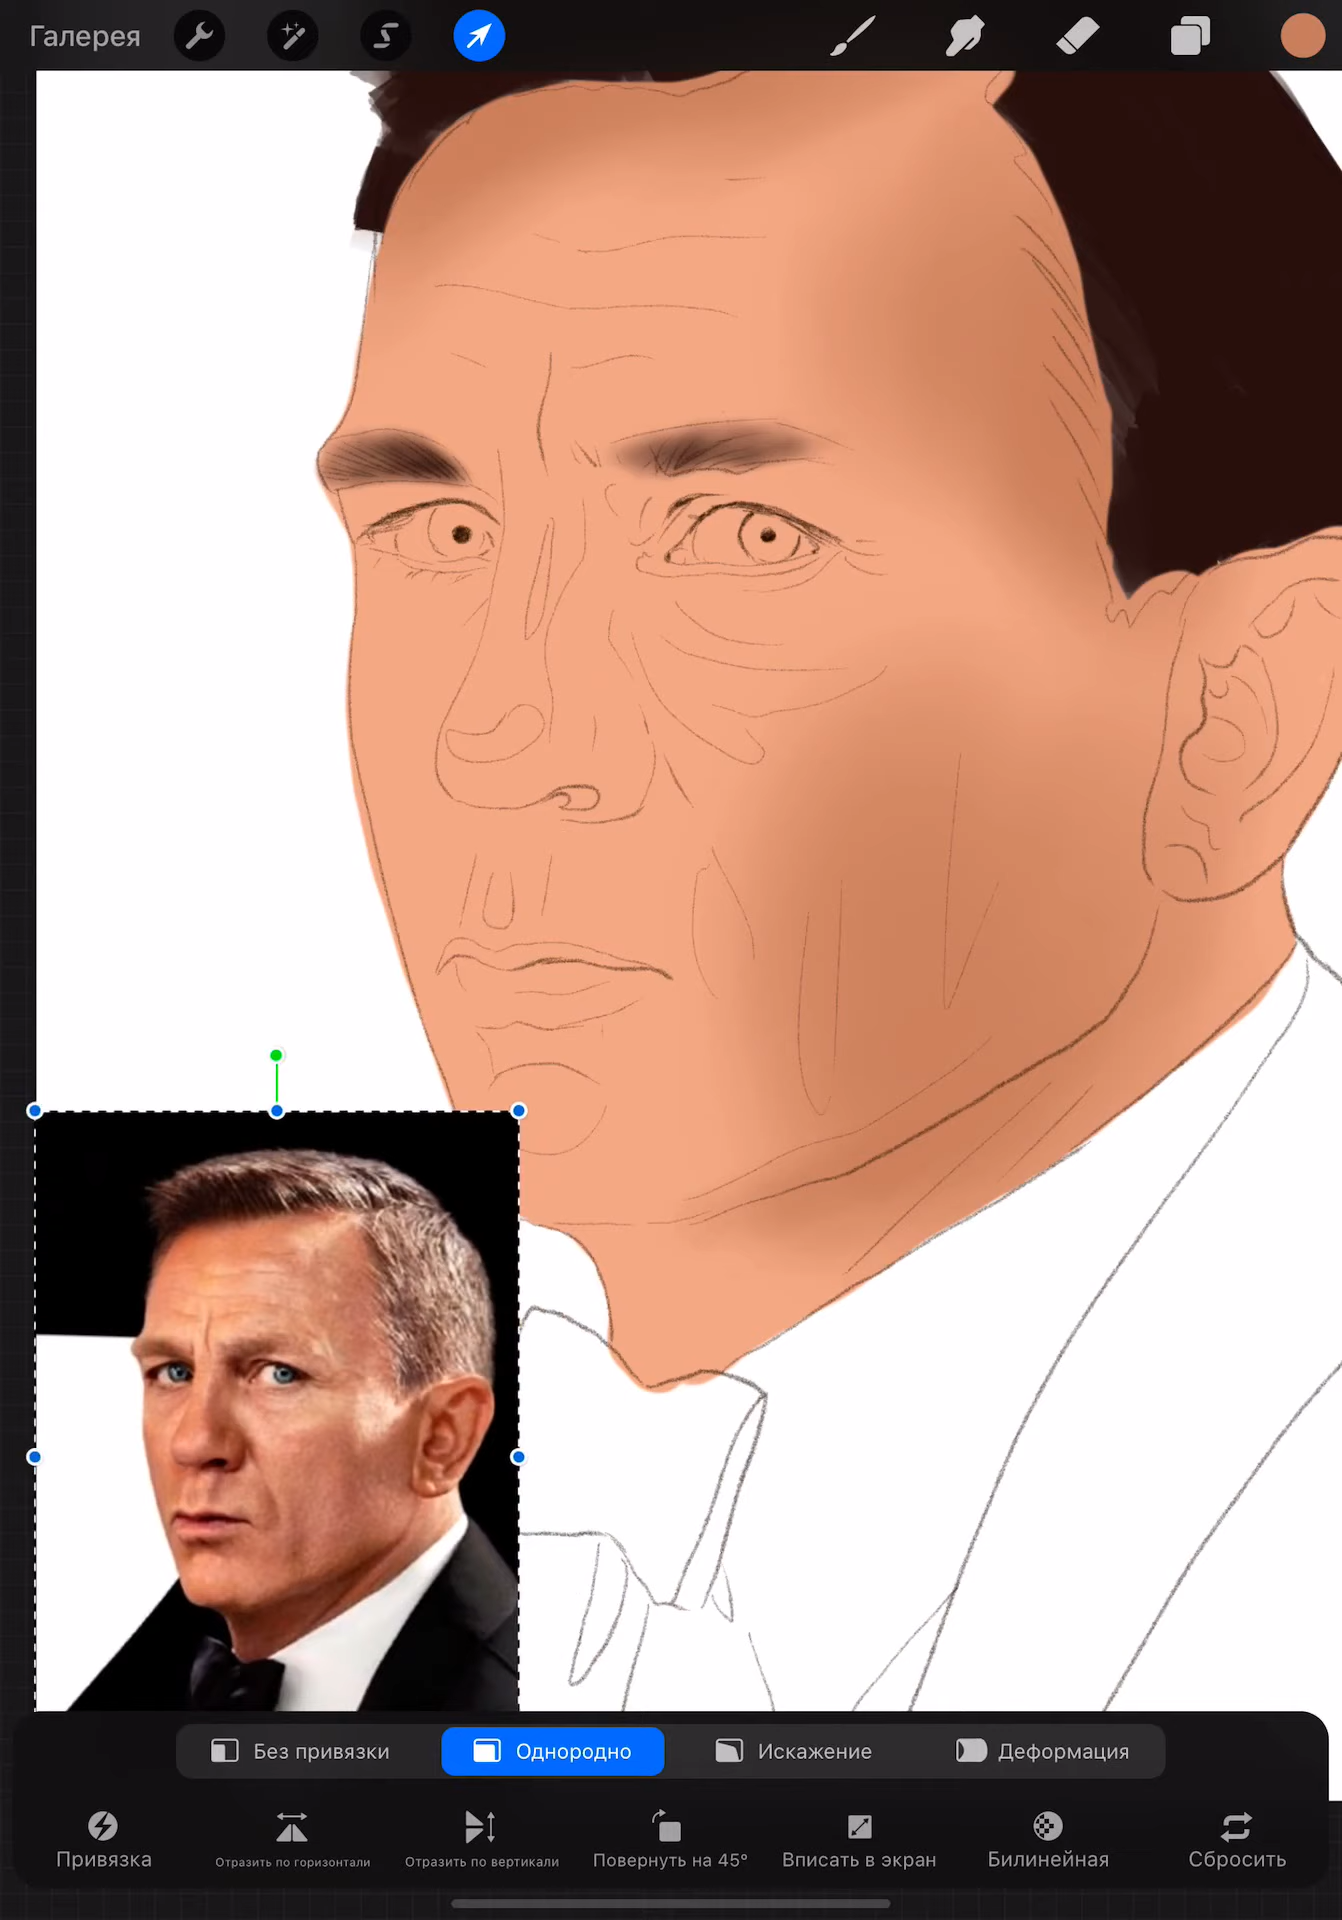 Галерея
Без привязки
Однородно
Искажение
Деформация
Привязка
Отразить по горизонтали
Отразить по вертикали
Повернуть на 45°
Вписать в экран
Билинейная
Сбросить